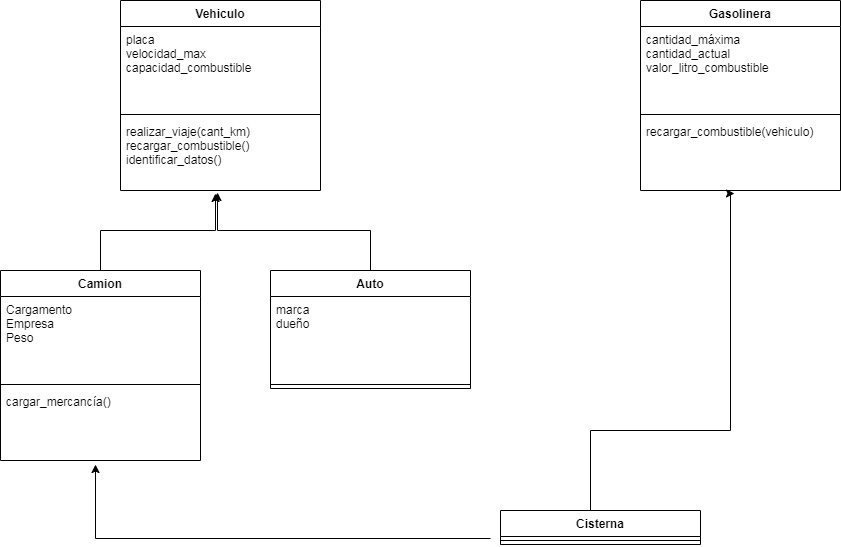 Vehiculo
placa
velocidad_max
capacidad_combustible
realizar_viaje(cant_km)
recargar_combustible()
identificar_datos()
Gasolinera
cantidad_máxima
cantidad_actual
valor_litro_combustible
recargar_combustible(vehiculo)
Camion
Cargamento
Empresa
Peso
cargar_mercancía()
Auto
marca
dueño
Cisterna